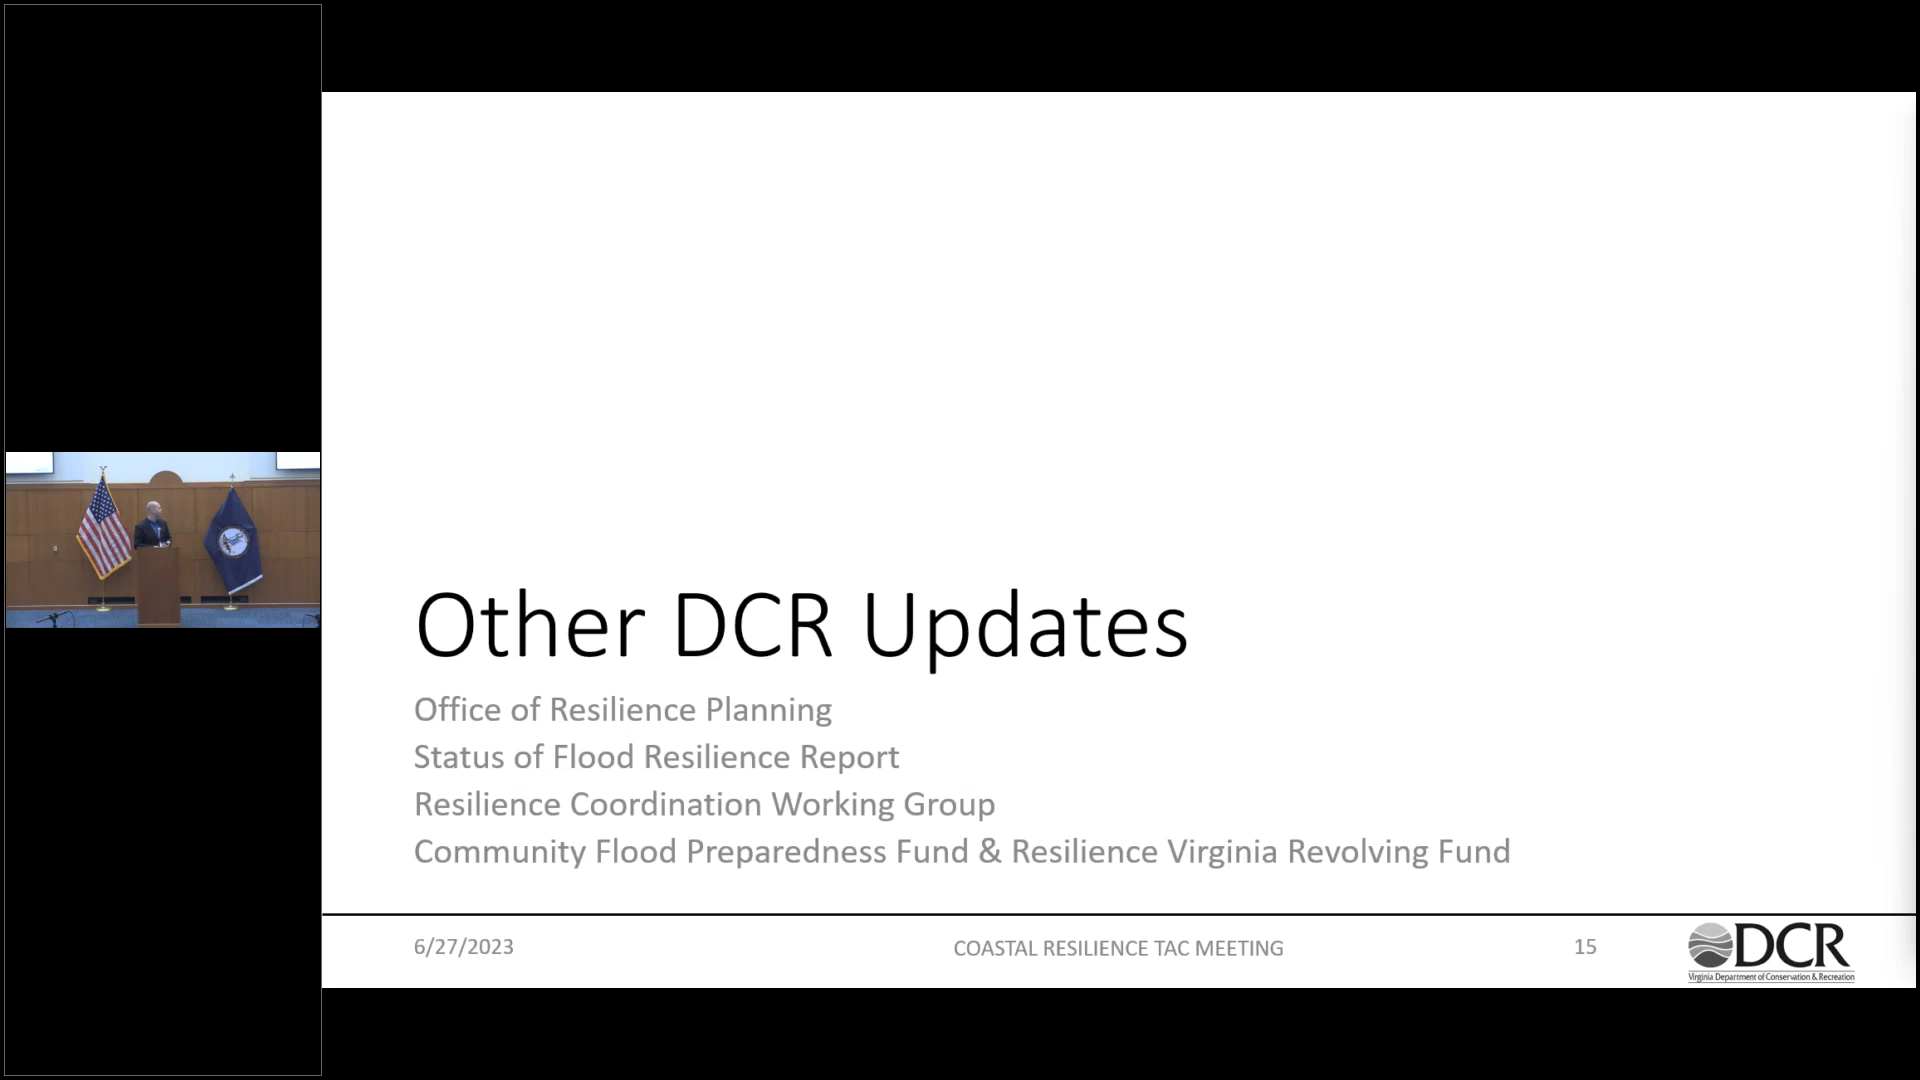 Other DCR Updates
Office of Resilience Planning
Status of Flood Resilience Report
Resilience Coordination Working Group
Community Flood Preparedness Fund & Resilience Virginia Revolving Fund
6/27/2023
COASTAL RESILIENCE TAC MEETING
15
DCR
Virginia Department of Conservation & Recreation